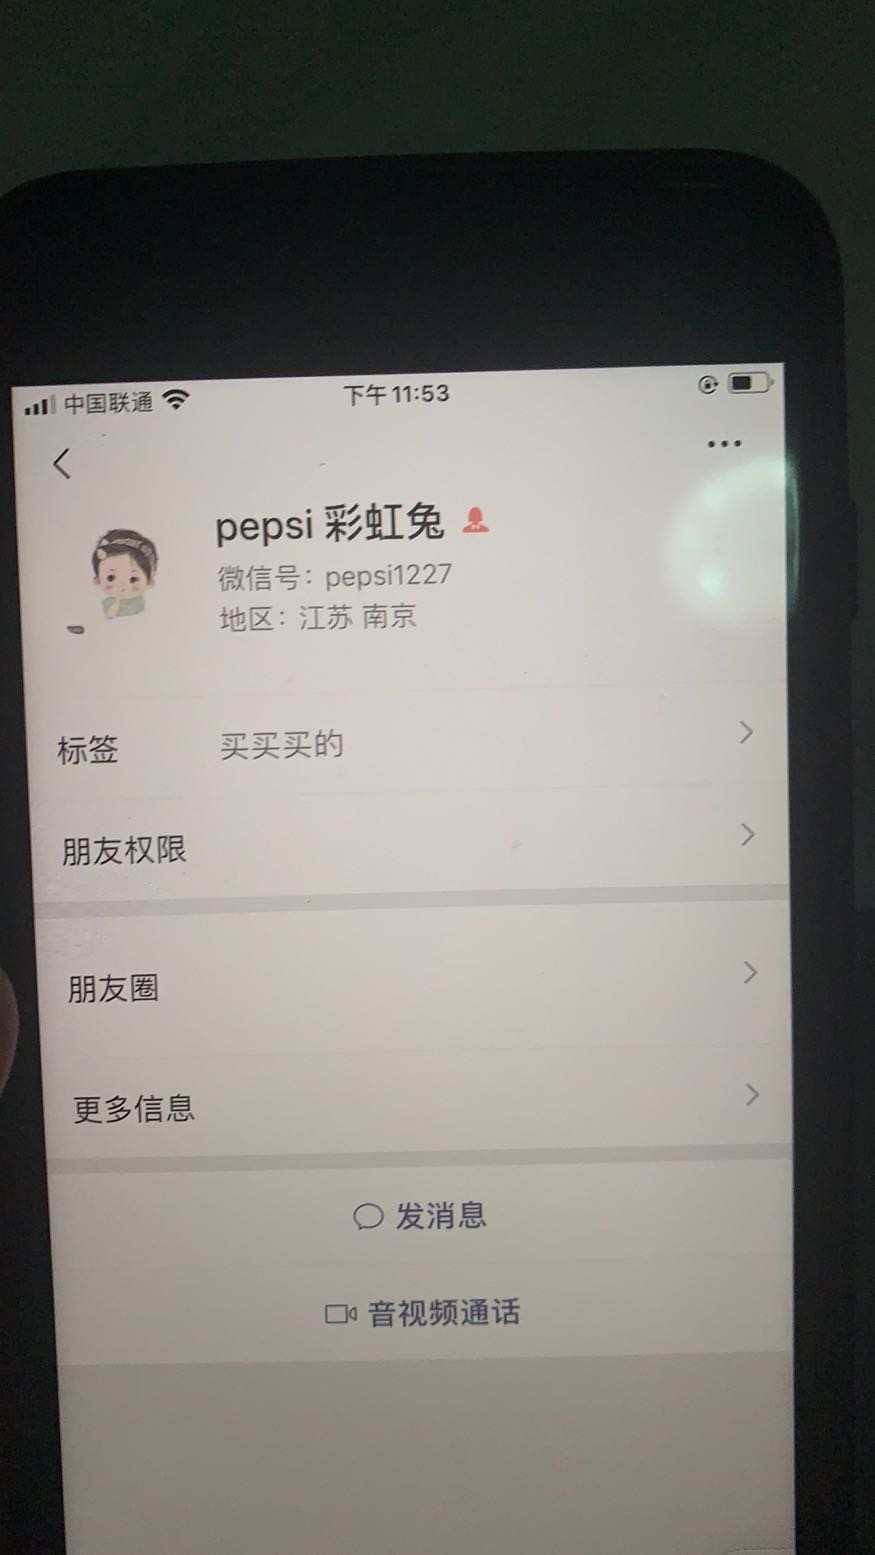 中国联通
下午11:53
pepsi 彩虹兔
微信号：pepsi1227
地区：江苏 南京
标签 买买买的
朋友权限
朋友圈
更多信息
发消息
音视频通话